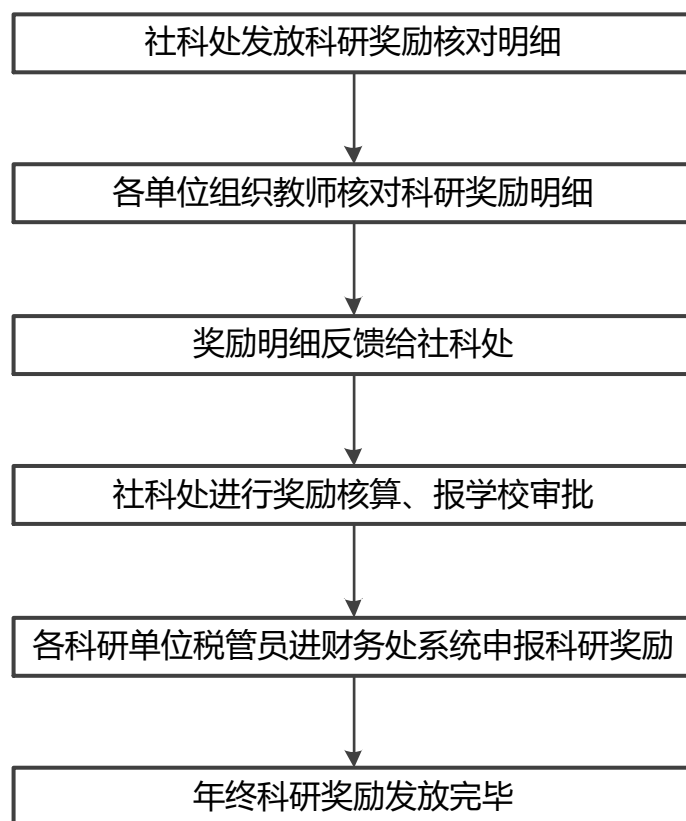 社科处发放科研奖励核对明细
各单位组织教师核对科研奖励明细
奖励明细反馈给社科处
社科处进行奖励核算、报学校审批
各科研单位税管员进财务处系统申报科研奖励
年终科研奖励发放完毕